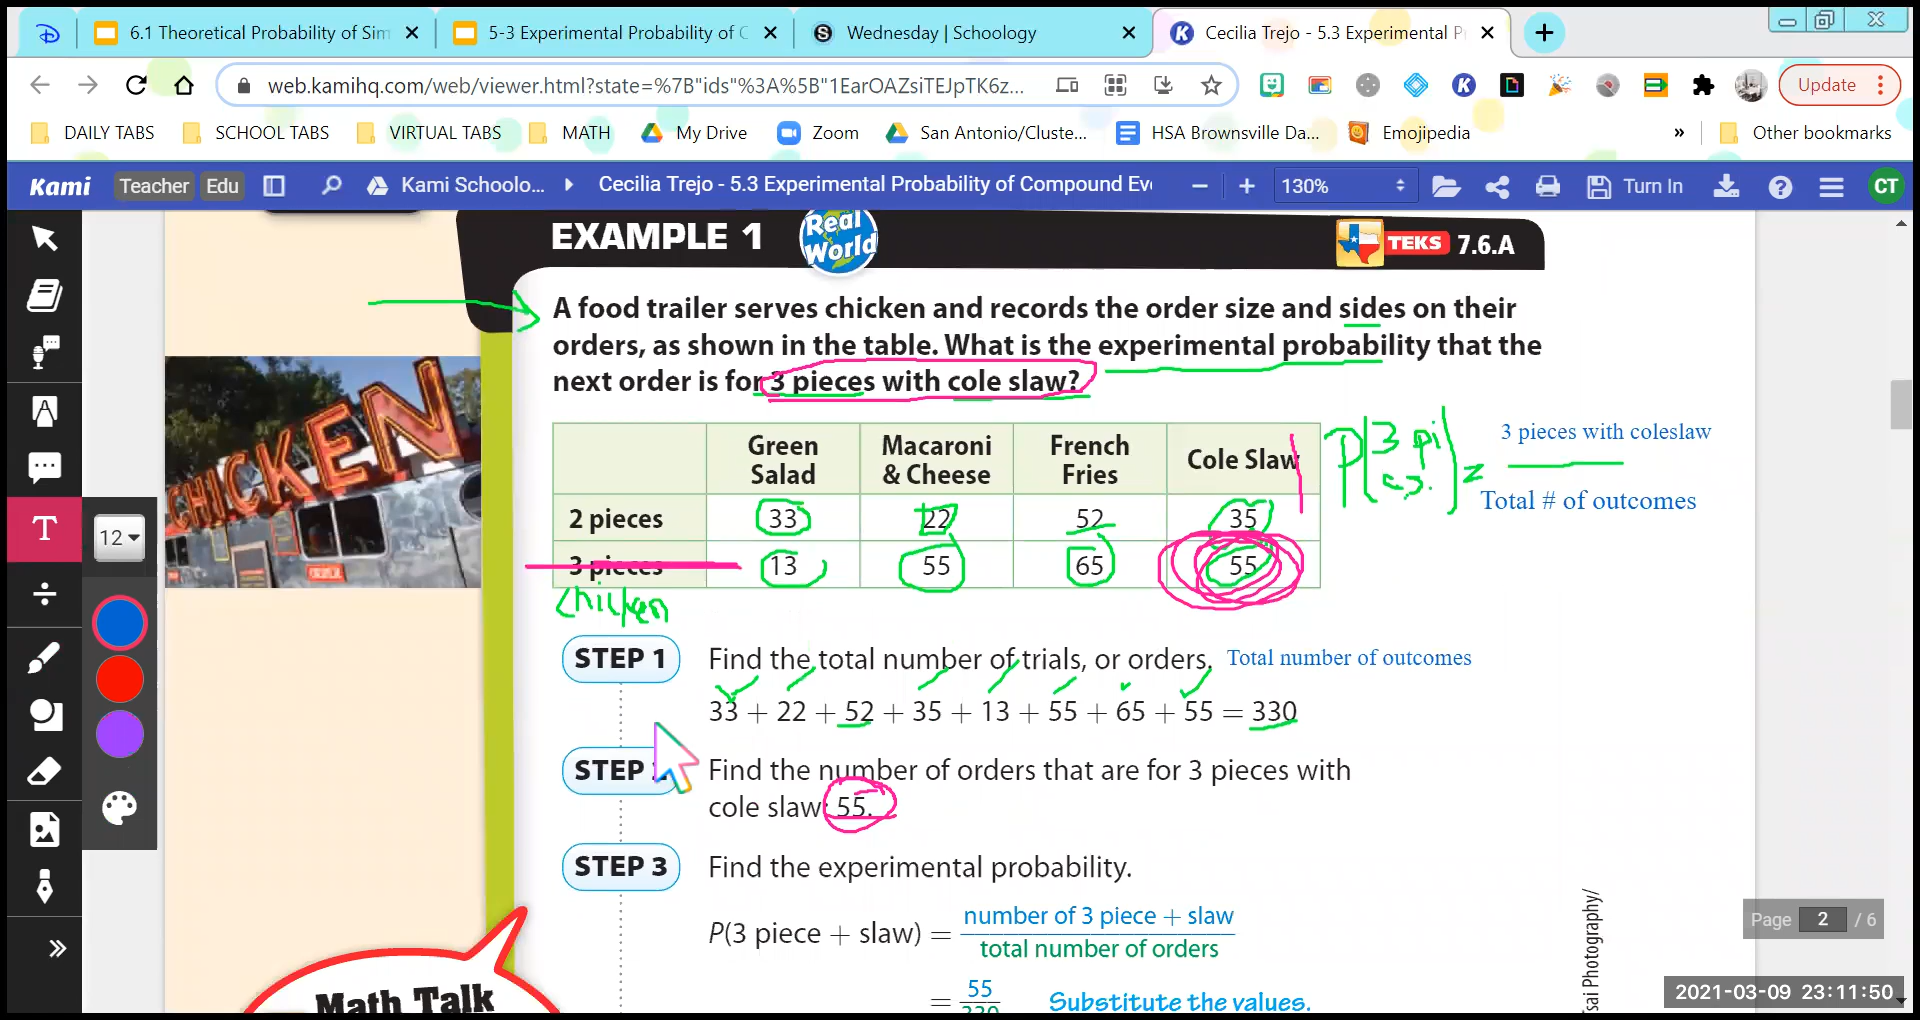 6.1 Theoretical Probability of Sim
5-3 Experimental Probability of C
Wednesday | Schoology
Cecilia Trejo - 5.3 Experimental P
web.kamihq.com/web/viewer.html?state=%7B"ids"%3A%5B"1EarOAZsiTEJpTK6z...
Update
DAILY TABS
SCHOOL TABS
VIRTUAL TABS
MATH
My Drive
Zoom
San Antonio/Cluste...
HSA Brownsville Da...
Emojipedia
»
Other bookmarks
Kami
Teacher
Edu
Kami Schoolo...
Cecilia Trejo - 5.3 Experimental Probability of Compound Eve
130%
Turn In
CT
EXAMPLE 1
Real World
TEKS 7.6.A
A food trailer serves chicken and records the order size and sides on their
orders, as shown in the table. What is the experimental probability that the
next order is for 3 pieces with cole slaw?
Green Salad
Macaroni & Cheese
French Fries
Cole Slaw
2 pieces 33 22 52 35
3 pieces 13 55 65 55
chicken
P(3 pi
c.s.) =
3 pieces with coleslaw
Total # of outcomes
CHICKEN
12
STEP 1 Find the total number of trials, or orders. Total number of outcomes
33 + 22 + 52 + 35 + 13 + 55 + 65 + 55 = 330
STEP Find the number of orders that are for 3 pieces with
cole slaw: 55.
STEP 3 Find the experimental probability.
P(3 piece + slaw) = number of 3 piece + slaw
total number of orders
= 55 Substitute the values.
330
Math Talk
sai Photography/
Page 2 / 6
2021-03-09 23:11:50